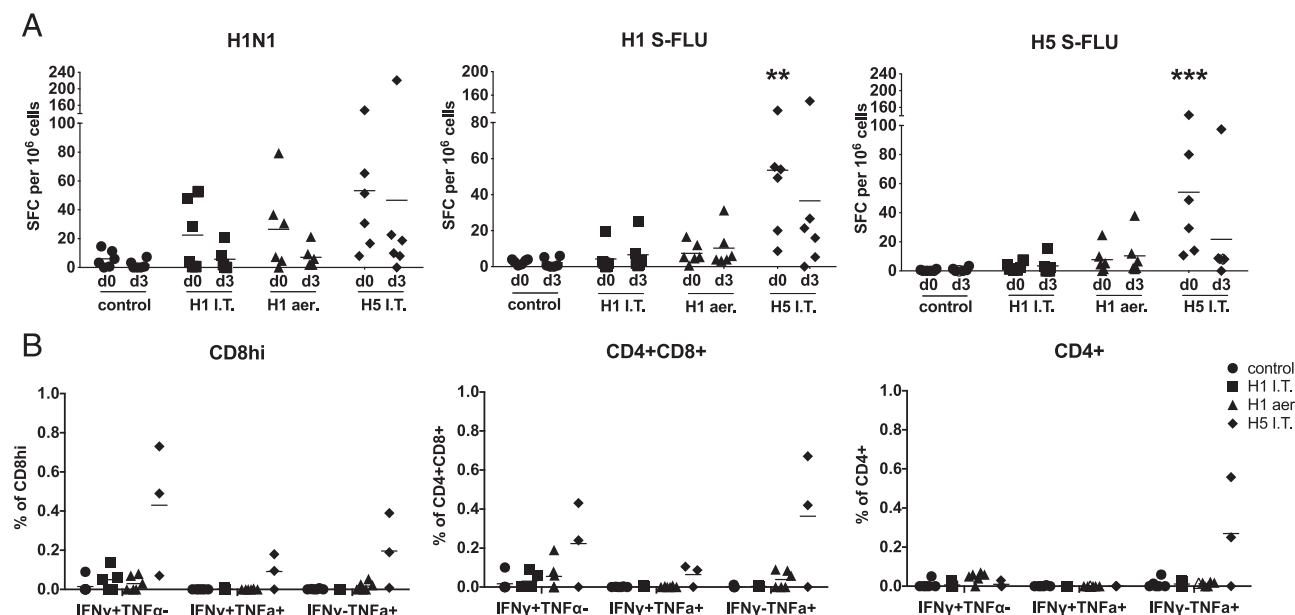 A
H1N1
H1 S-FLU
H5 S-FLU
SFC per 10⁶ cells
240
200
160
120
100
80
60
40
20
0
d0 d3 d0 d3 d0 d3 d0 d3
control H1 I.T. H1 aer. H5 I.T.
SFC per 10⁶ cells
200
160
120
80
60
40
20
0
**
d0 d3 d0 d3 d0 d3 d0 d3
control H1 I.T. H1 aer. H5 I.T.
SFC per 10⁶ cells
240
200
160
120
100
80
60
40
20
0
***
d0 d3 d0 d3 d0 d3 d0 d3
control H1 I.T. H1 aer. H5 I.T.
B
CD8hi
CD4+CD8+
CD4+
% of CD8hi
1.0
0.8
0.6
0.4
0.2
0.0
IFNγ+TNFα- IFNγ+TNFa+ IFNγ-TNFa+
% of CD4+CD8+
1.0
0.8
0.6
0.4
0.2
0.0
IFNγ+TNFα- IFNγ+TNFa+ IFNγ-TNFa+
% of CD4+
1.0
0.8
0.6
0.4
0.2
0.0
IFNγ+TNFα- IFNγ+TNFa+ IFNγ-TNFa+
control
H1 I.T.
H1 aer
H5 I.T.